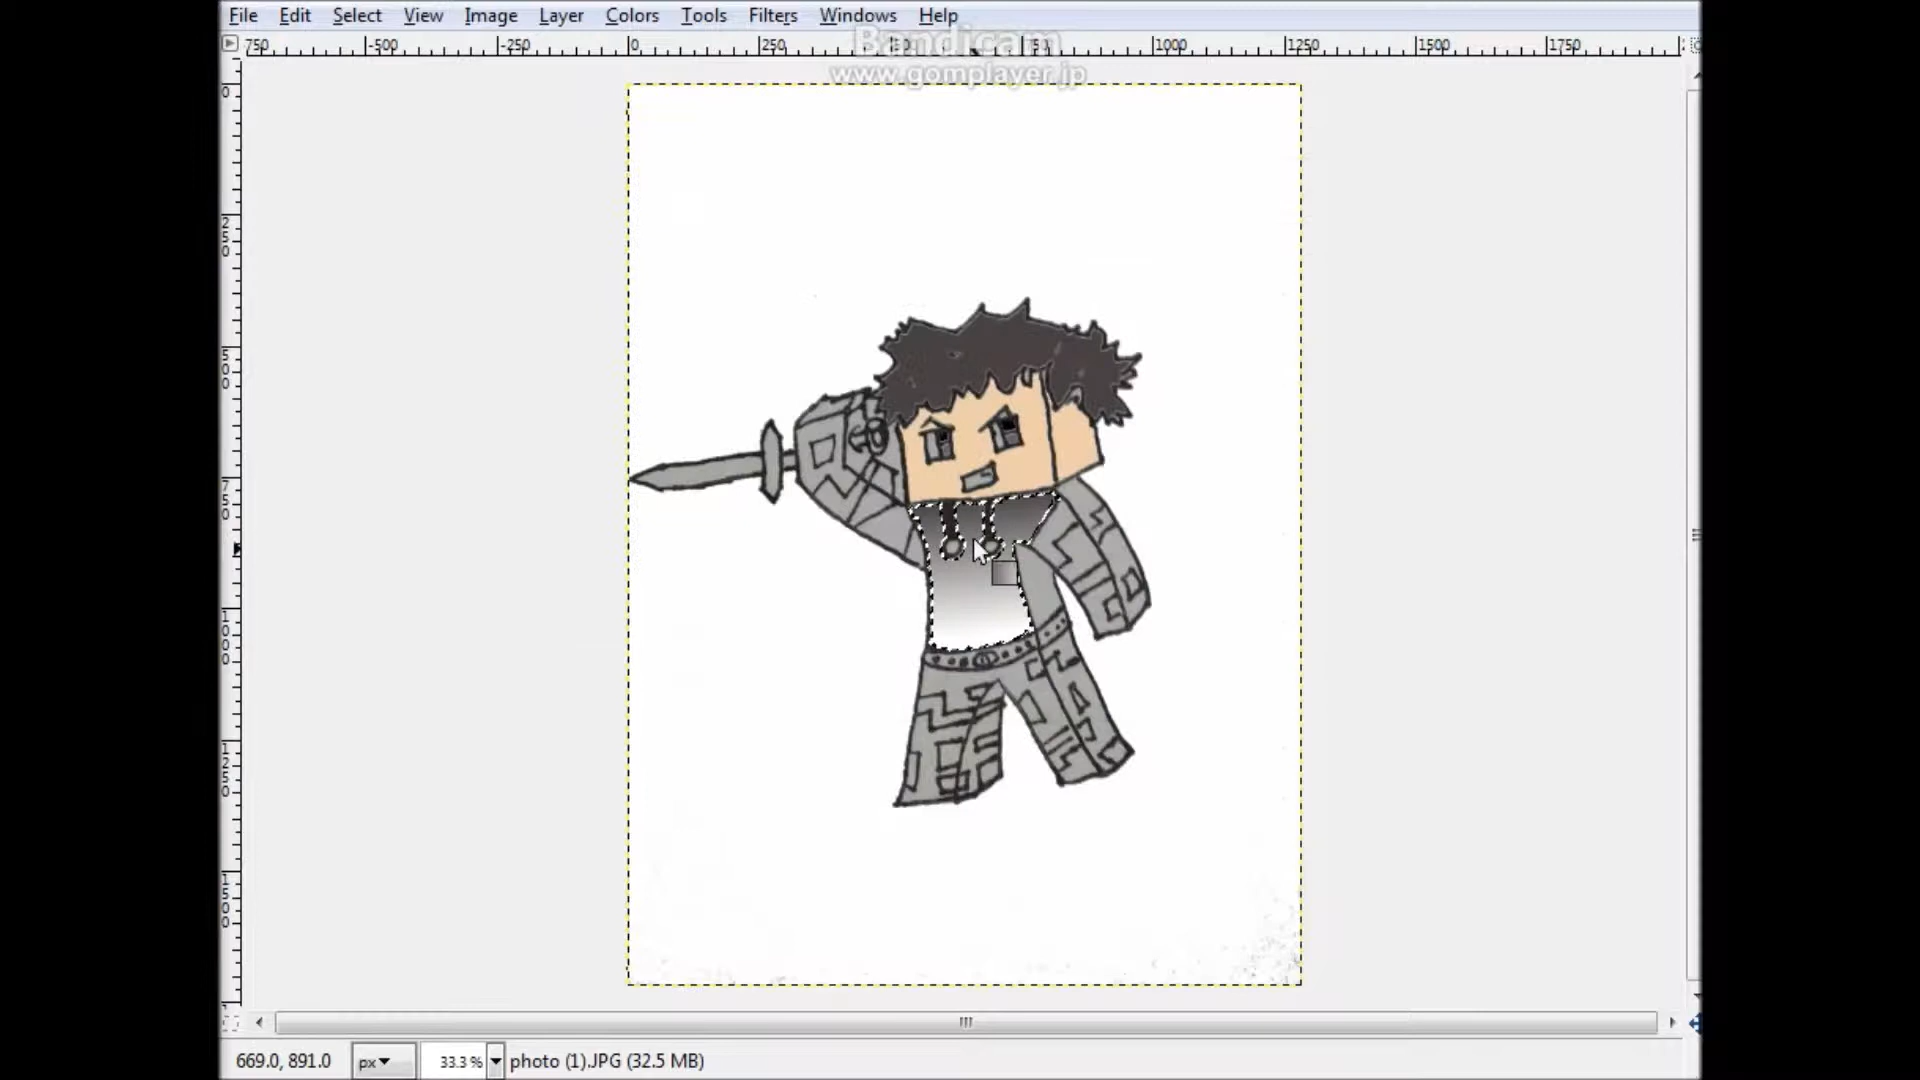 File Edit Select View Image Layer Colors Tools Filters Windows Help
750 -500 -250 0 250 500 750 1000 1250 1500 1750
Bandicam
www.gomplayer.jp
0
250
500
750
1000
1250
1500
669.0, 891.0 px 33.3 % photo (1).JPG (32.5 MB)